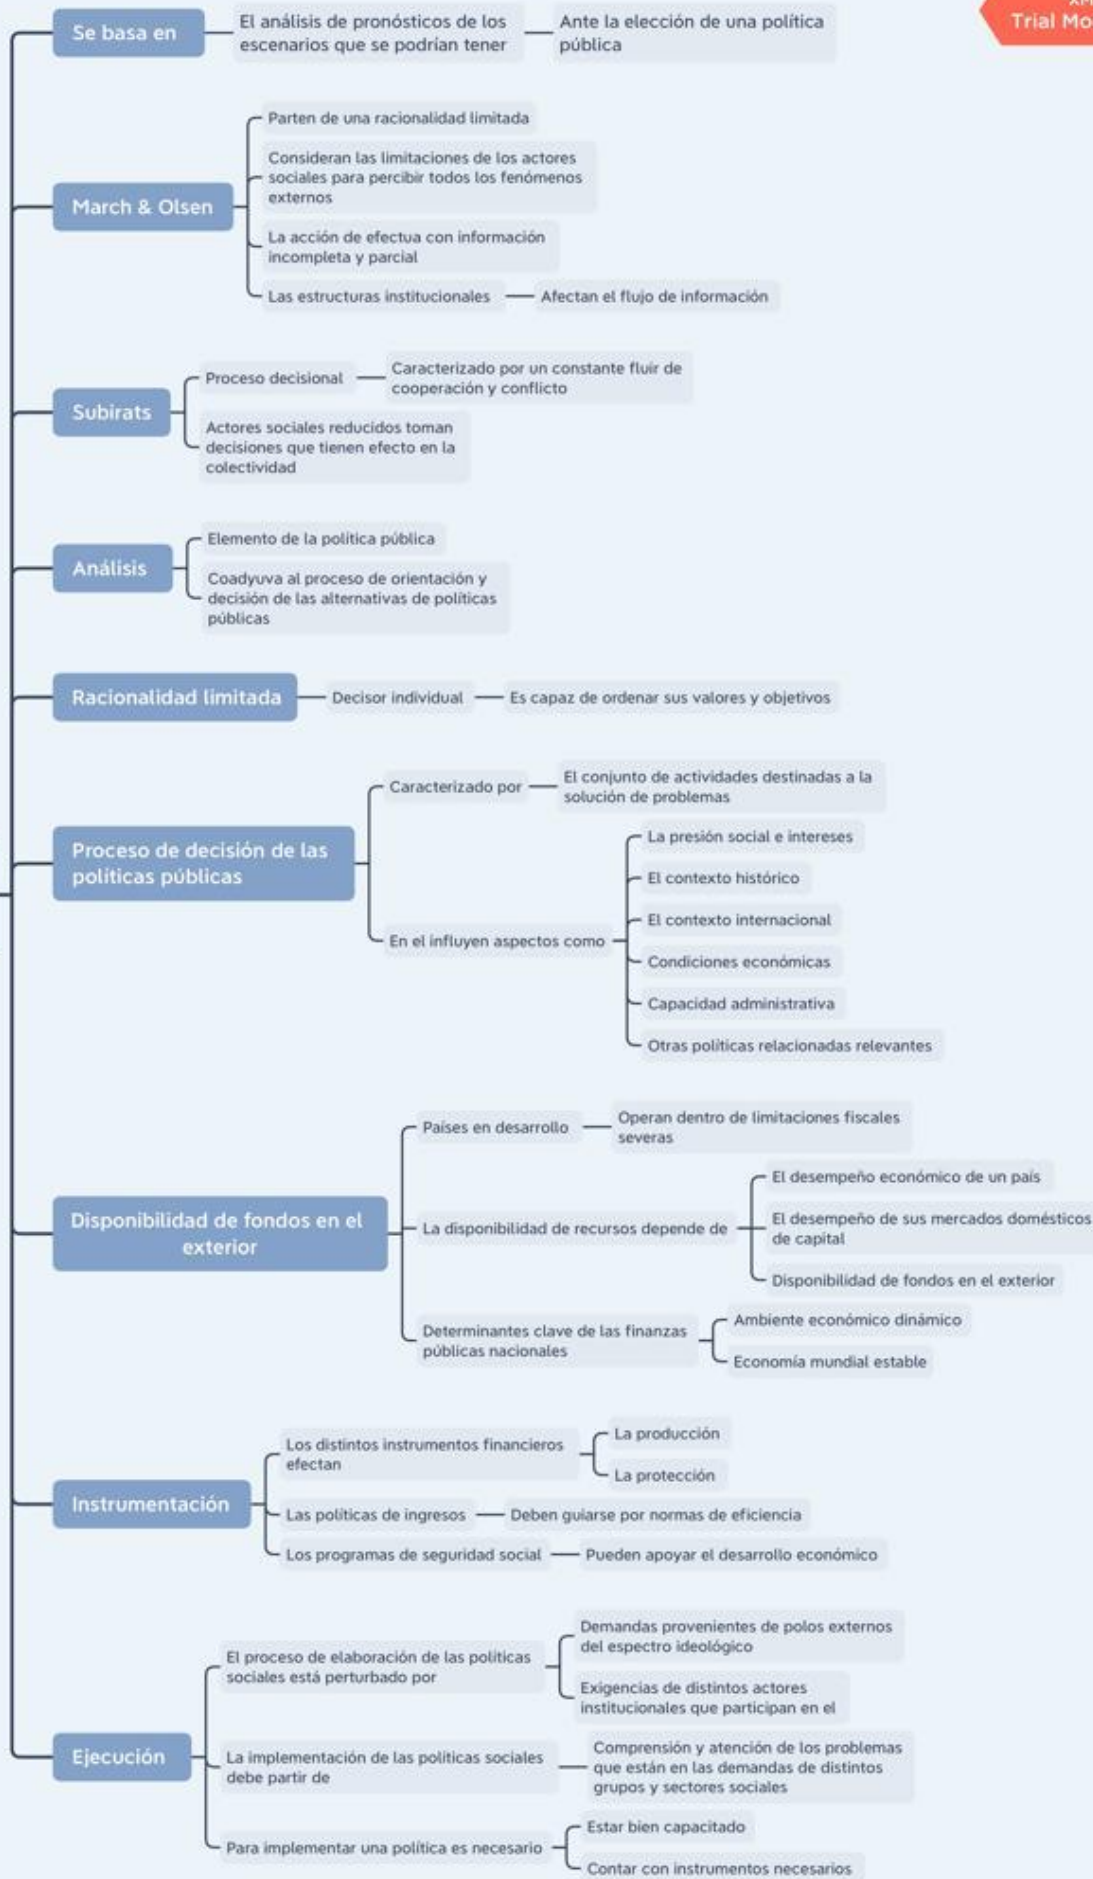 Trial Mo
Se basa en
El análisis de pronósticos de los
escenarios que se podrían tener
Ante la elección de una política
pública
March & Olsen
Parten de una racionalidad limitada
Consideran las limitaciones de los actores
sociales para percibir todos los fenómenos
externos
La acción de efectua con información
incompleta y parcial
Las estructuras institucionales
Afectan el flujo de información
Subirats
Proceso decisional
Caracterizado por un constante fluir de
cooperación y conflicto
Actores sociales reducidos toman
decisiones que tienen efecto en la
colectividad
Análisis
Elemento de la política pública
Coadyuva al proceso de orientación y
decisión de las alternativas de políticas
públicas
Racionalidad limitada
Decisor individual
Es capaz de ordenar sus valores y objetivos
Proceso de decisión de las
políticas públicas
Caracterizado por
El conjunto de actividades destinadas a la
solución de problemas
En el influyen aspectos como
La presión social e intereses
El contexto histórico
El contexto internacional
Condiciones económicas
Capacidad administrativa
Otras políticas relacionadas relevantes
Disponibilidad de fondos en el
exterior
Países en desarrollo
Operan dentro de limitaciones fiscales
severas
La disponibilidad de recursos depende de
El desempeño económico de un país
El desempeño de sus mercados domésticos
de capital
Disponibilidad de fondos en el exterior
Determinantes clave de las finanzas
públicas nacionales
Ambiente económico dinámico
Economía mundial estable
Instrumentación
Los distintos instrumentos financieros
efectan
La producción
La protección
Las políticas de ingresos
Deben guiarse por normas de eficiencia
Los programas de seguridad social
Pueden apoyar el desarrollo económico
Ejecución
El proceso de elaboración de las políticas
sociales está perturbado por
Demandas provenientes de polos externos
del espectro ideológico
Exigencias de distintos actores
institucionales que participan en el
La implementación de las políticas sociales
debe partir de
Comprensión y atención de los problemas
que están en las demandas de distintos
grupos y sectores sociales
Para implementar una política es necesario
Estar bien capacitado
Contar con instrumentos necesarios